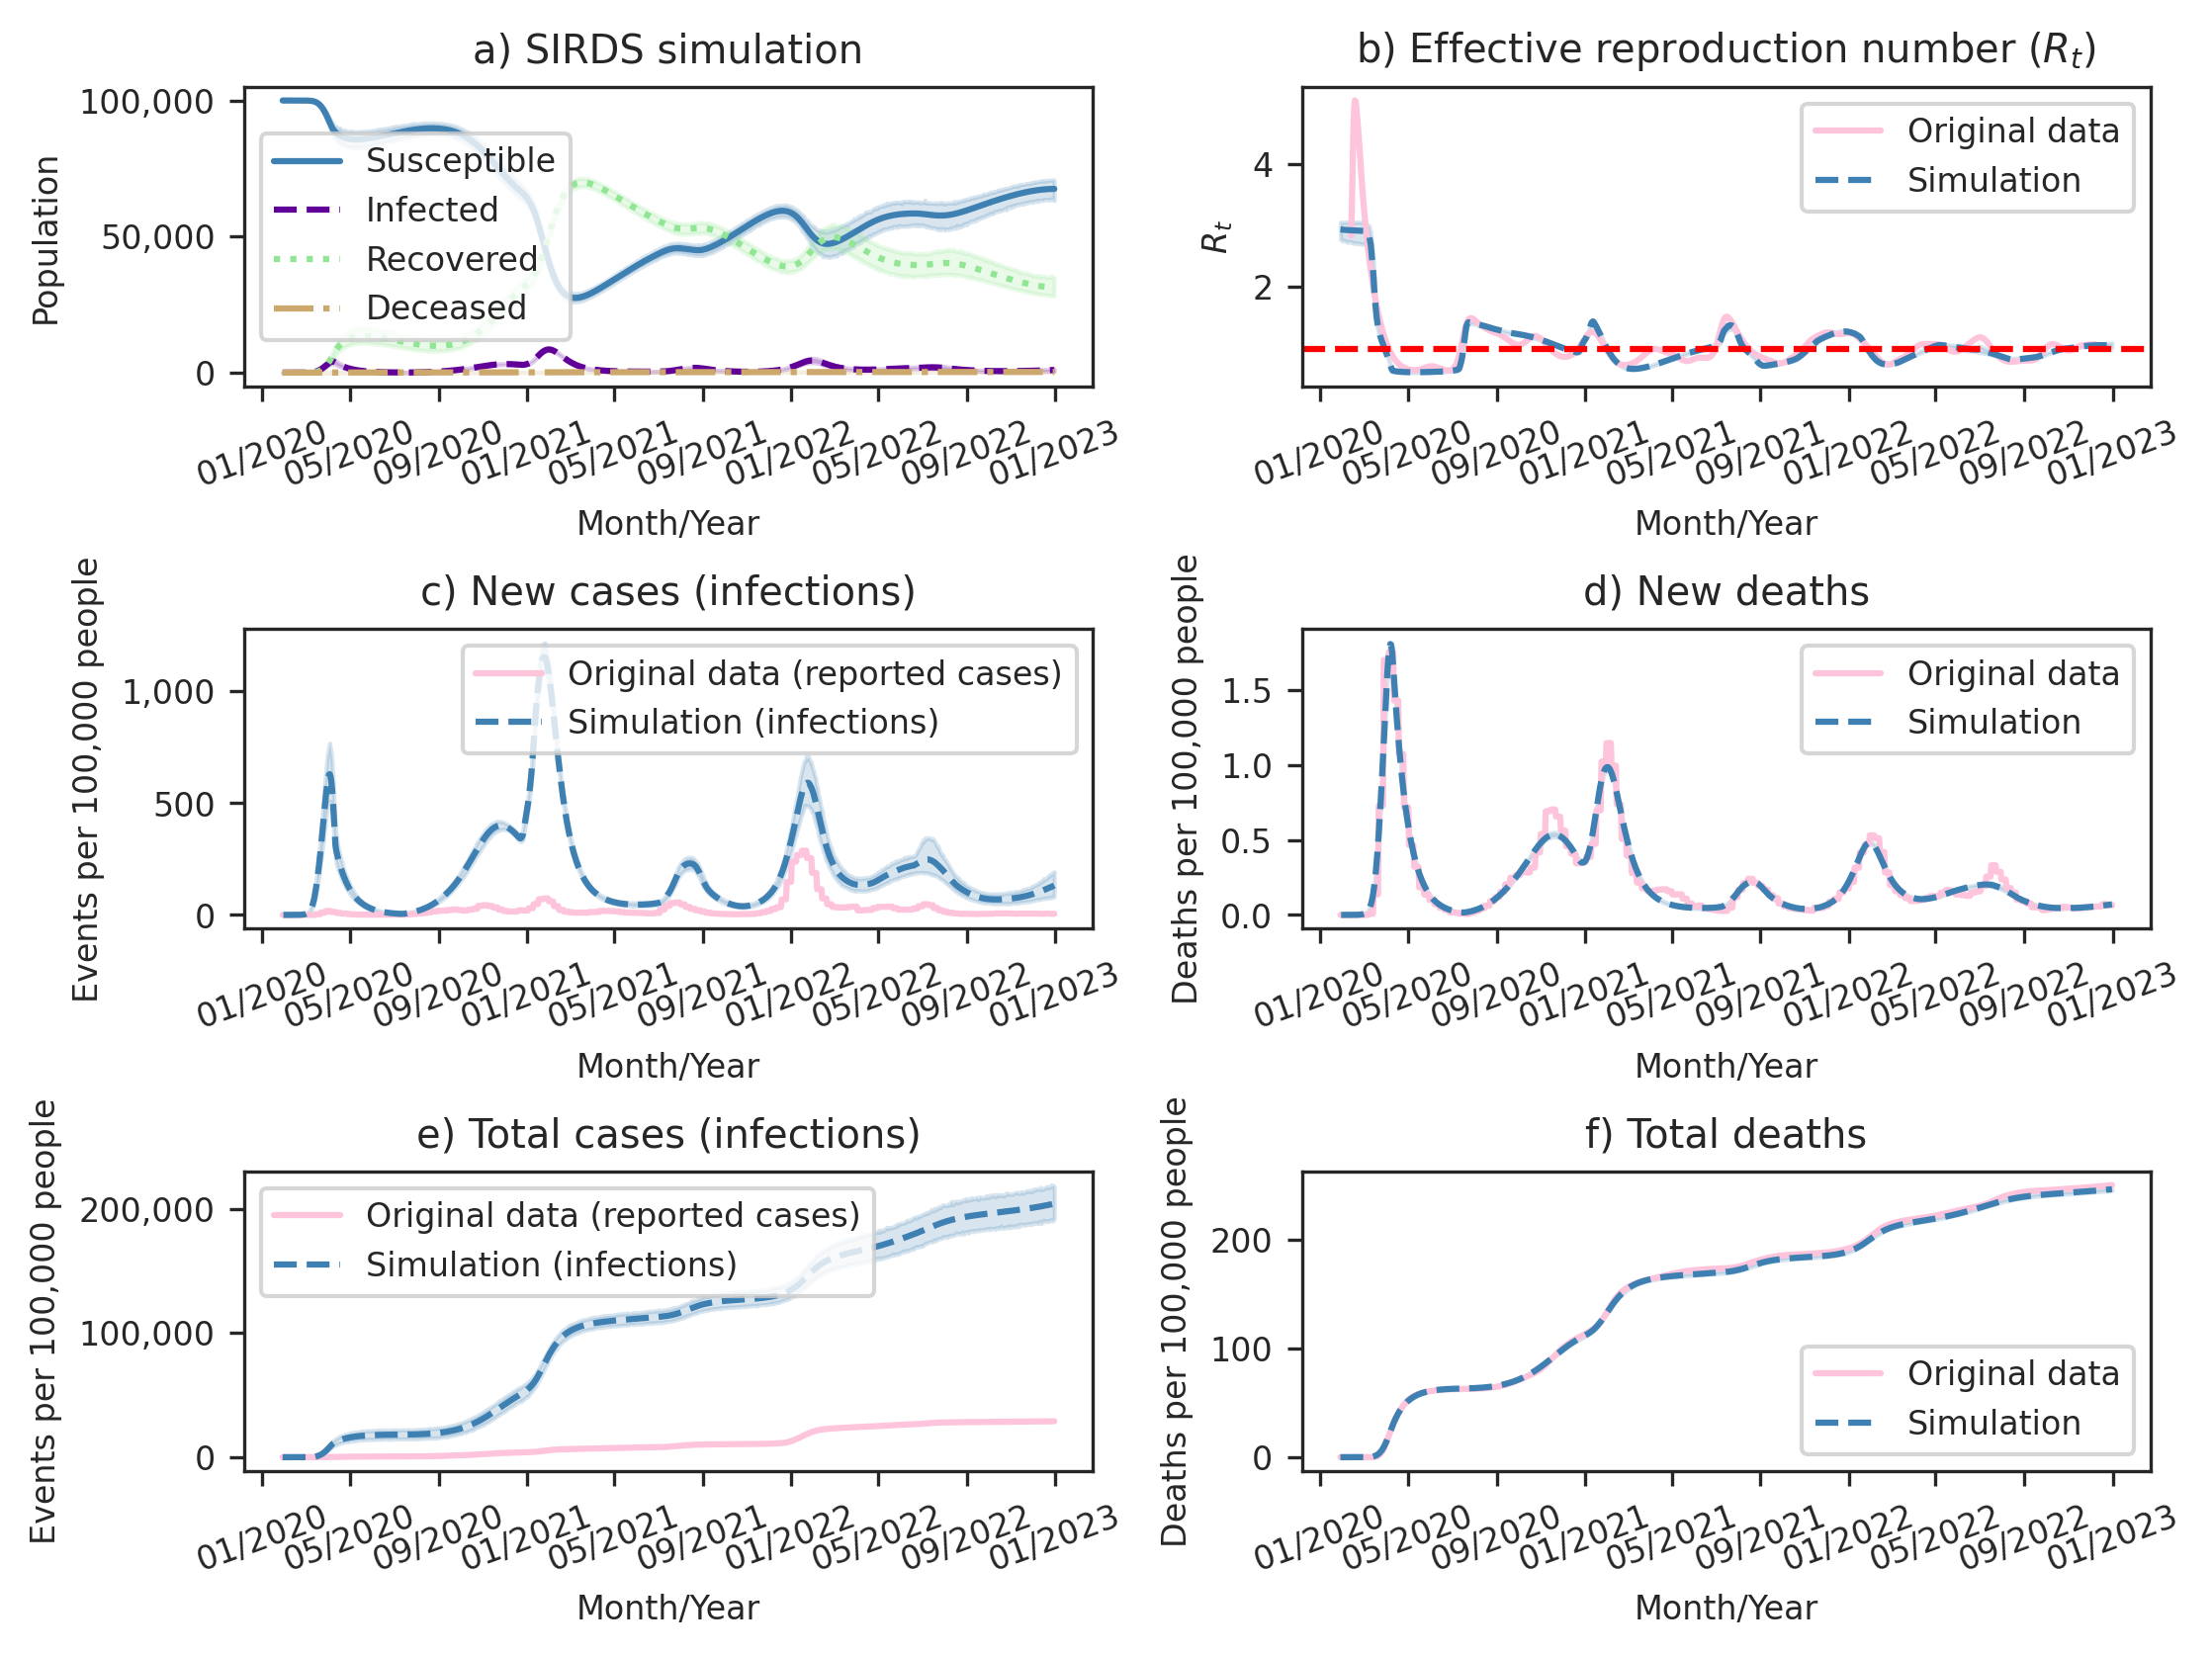 a) SIRDS simulation
Population
100,000
50,000
0
Susceptible
Infected
Recovered
Deceased
01/2020
05/2020
09/2020
01/2021
05/2021
09/2021
01/2022
05/2022
09/2022
01/2023
Month/Year
b) Effective reproduction number (Rₜ)
Rₜ
4
2
Original data
Simulation
01/2020
05/2020
09/2020
01/2021
05/2021
09/2021
01/2022
05/2022
09/2022
01/2023
Month/Year
c) New cases (infections)
Events per 100,000 people
1,000
500
0
Original data (reported cases)
Simulation (infections)
01/2020
05/2020
09/2020
01/2021
05/2021
09/2021
01/2022
05/2022
09/2022
01/2023
Month/Year
d) New deaths
Deaths per 100,000 people
1.5
1.0
0.5
0.0
Original data
Simulation
01/2020
05/2020
09/2020
01/2021
05/2021
09/2021
01/2022
05/2022
09/2022
01/2023
Month/Year
e) Total cases (infections)
Events per 100,000 people
200,000
100,000
0
Original data (reported cases)
Simulation (infections)
01/2020
05/2020
09/2020
01/2021
05/2021
09/2021
01/2022
05/2022
09/2022
01/2023
Month/Year
f) Total deaths
Deaths per 100,000 people
200
100
0
Original data
Simulation
01/2020
05/2020
09/2020
01/2021
05/2021
09/2021
01/2022
05/2022
09/2022
01/2023
Month/Year